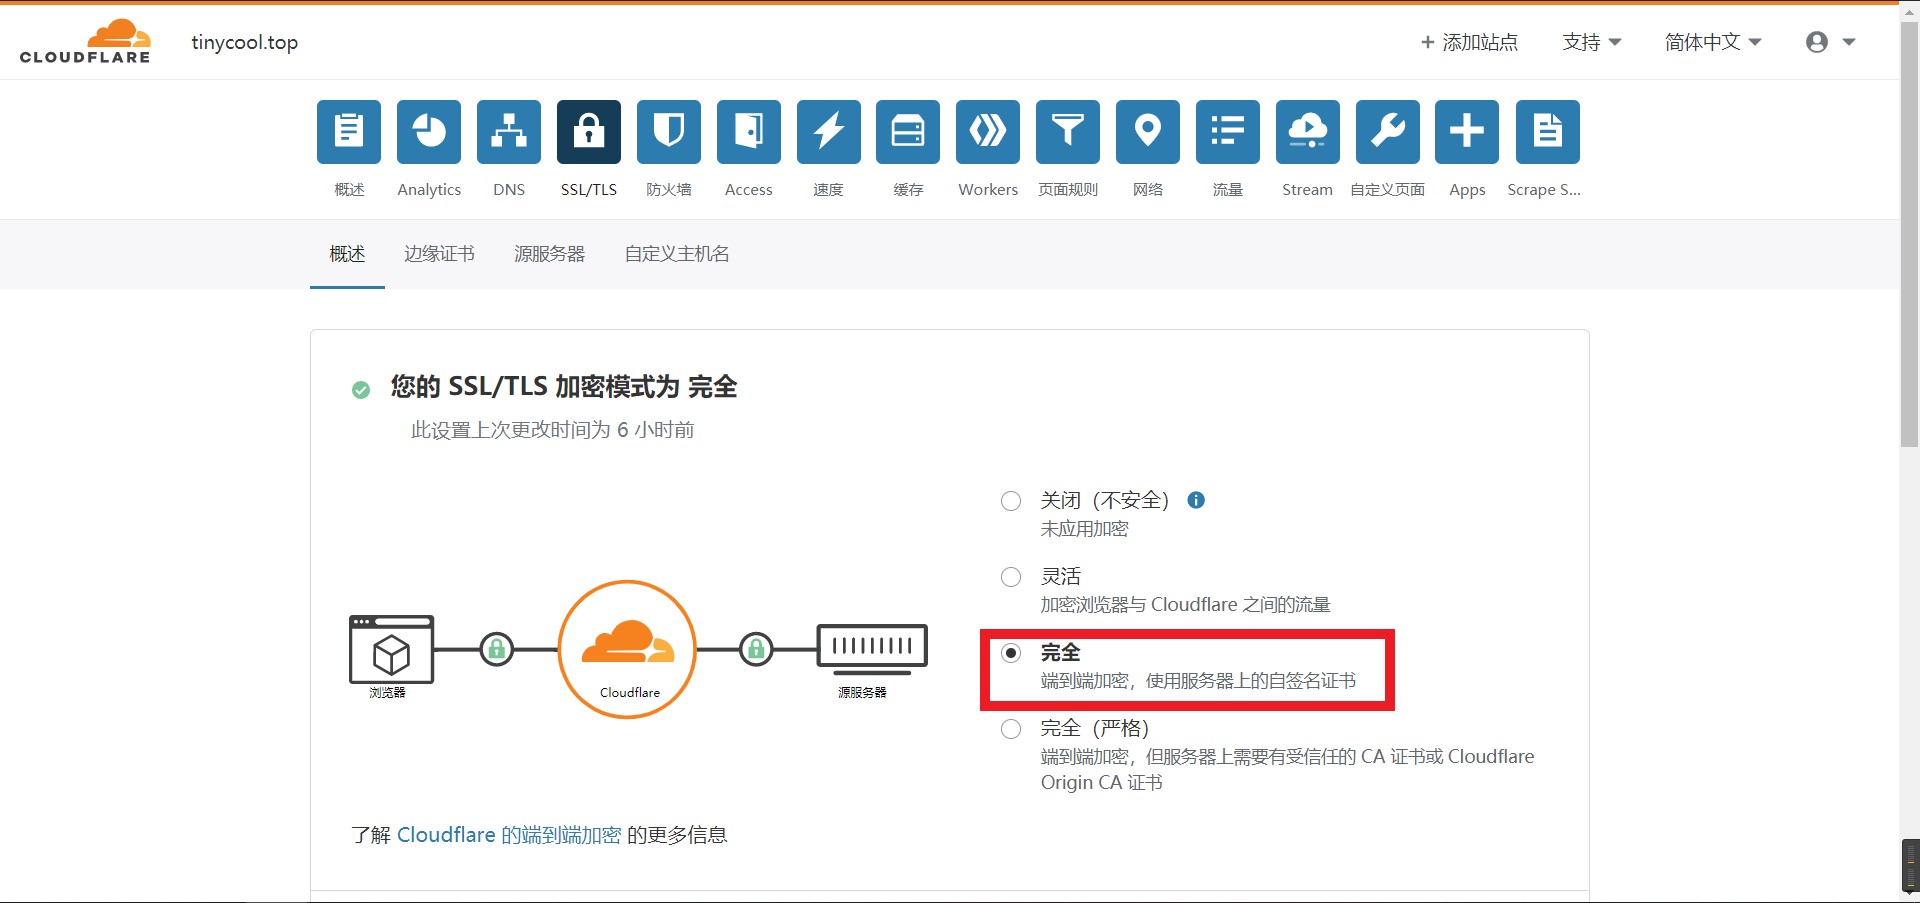 CLOUDFLARE
tinycool.top
+ 添加站点
支持
简体中文
概述
Analytics
DNS
SSL/TLS
防火墙
Access
速度
缓存
Workers
页面规则
网络
流量
Stream
自定义页面
Apps
Scrape S...
概述
边缘证书
源服务器
自定义主机名
您的 SSL/TLS 加密模式为 完全
此设置上次更改时间为 6 小时前
浏览器
Cloudflare
源服务器
关闭（不安全）
未应用加密
灵活
加密浏览器与 Cloudflare 之间的流量
完全
端到端加密，使用服务器上的自签名证书
完全（严格）
端到端加密，但服务器上需要有受信任的 CA 证书或 Cloudflare
Origin CA 证书
了解 Cloudflare 的端到端加密 的更多信息